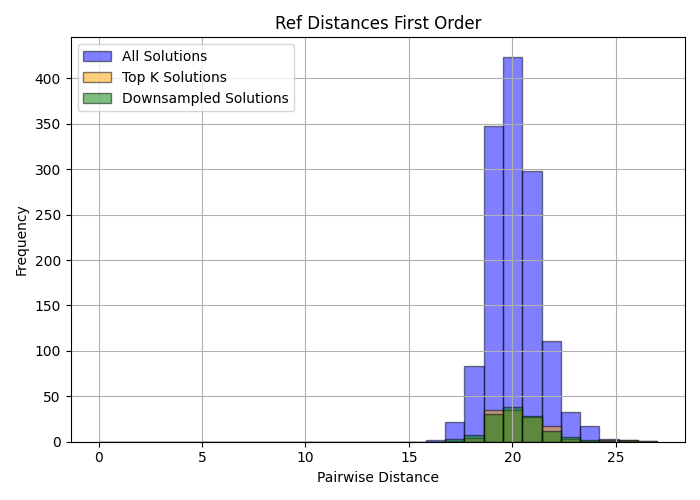 Ref Distances First Order
All Solutions
Top K Solutions
Downsampled Solutions
Frequency
400
350
300
250
200
150
100
50
0
0 5 10 15 20 25
Pairwise Distance